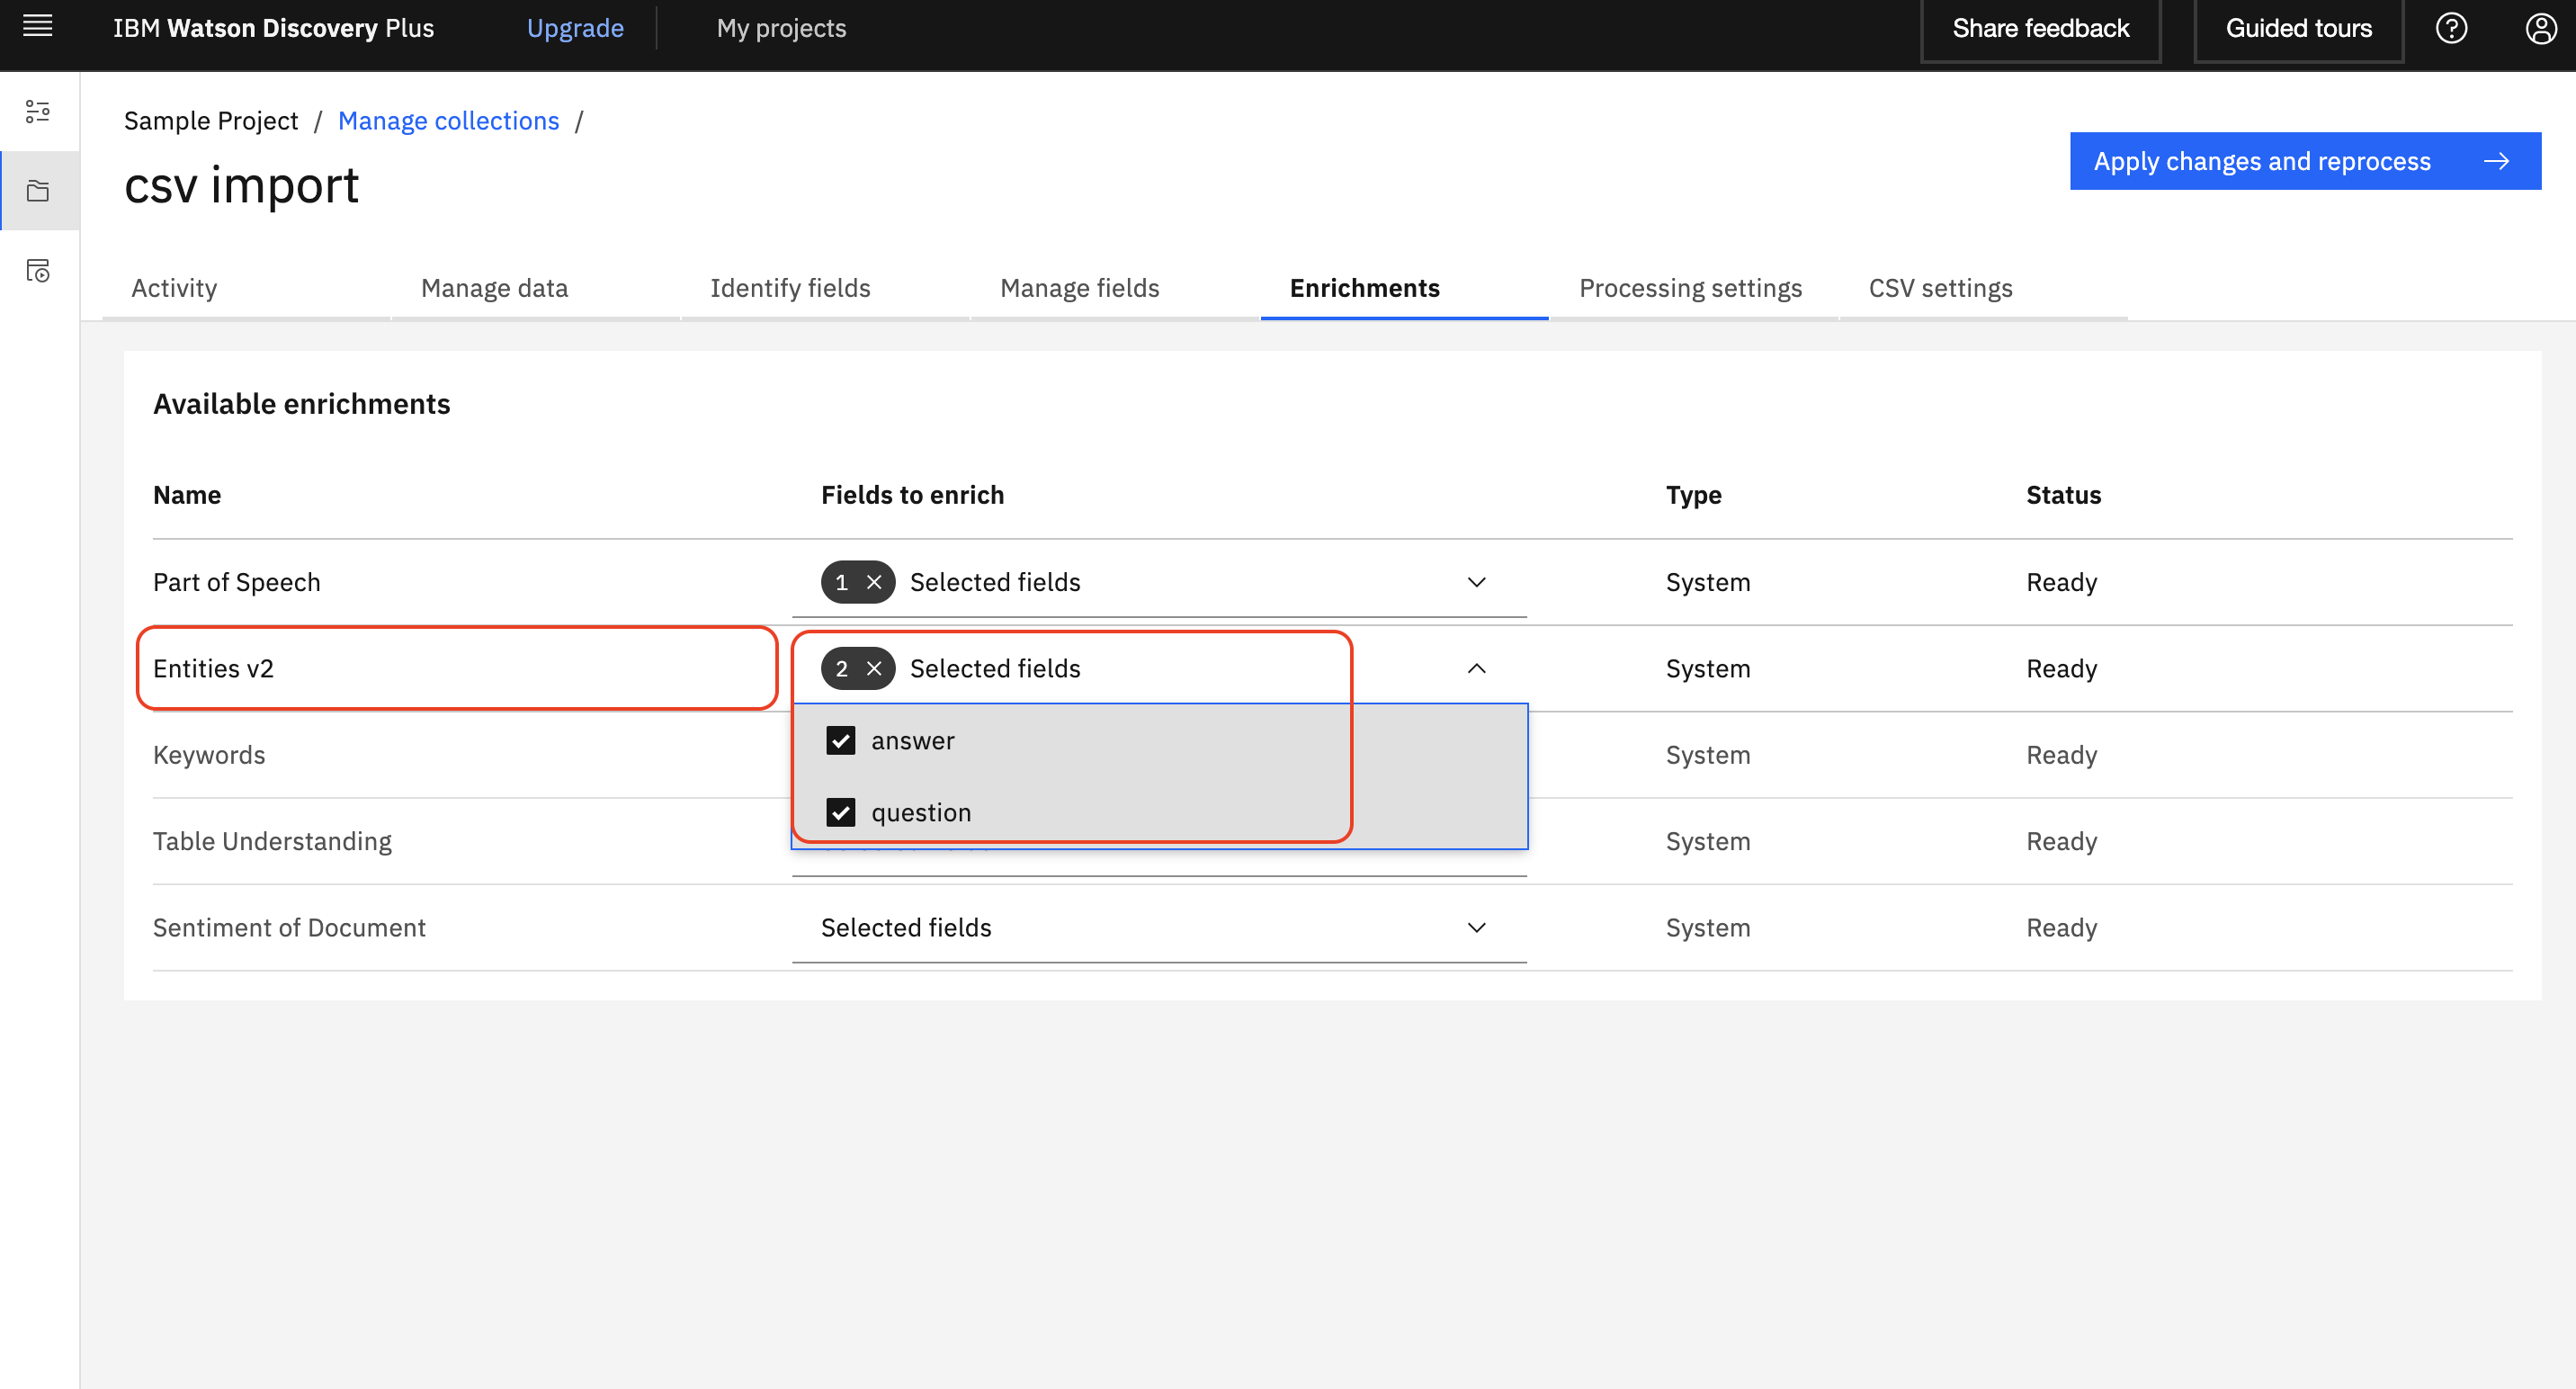 IBM Watson Discovery Plus
Upgrade
My projects
Share feedback
Guided tours
Sample Project / Manage collections /
csv import
Apply changes and reprocess
Activity
Manage data
Identify fields
Manage fields
Enrichments
Processing settings
CSV settings
Available enrichments
Name
Fields to enrich
Type
Status
Part of Speech
1
Selected fields
System
Ready
Entities v2
2
Selected fields
System
Ready
answer
question
Keywords
System
Ready
Table Understanding
System
Ready
Sentiment of Document
Selected fields
System
Ready